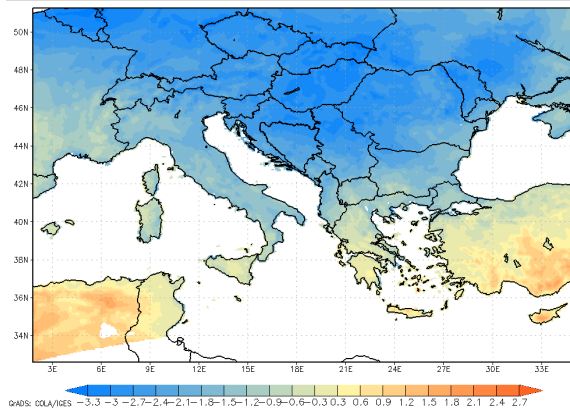 50N
48N
46N
44N
42N
40N
38N
36N
34N
3E 6E 9E 12E 15E 18E 21E 24E 27E 30E 33E
-3.3 -3 -2.7 -2.4 -2.1 -1.8 -1.5 -1.2 -0.9 -0.6 -0.3 0.3 0.6 0.9 1.2 1.5 1.8 2.1 2.4 2.7
GrADS: COLA/IGES